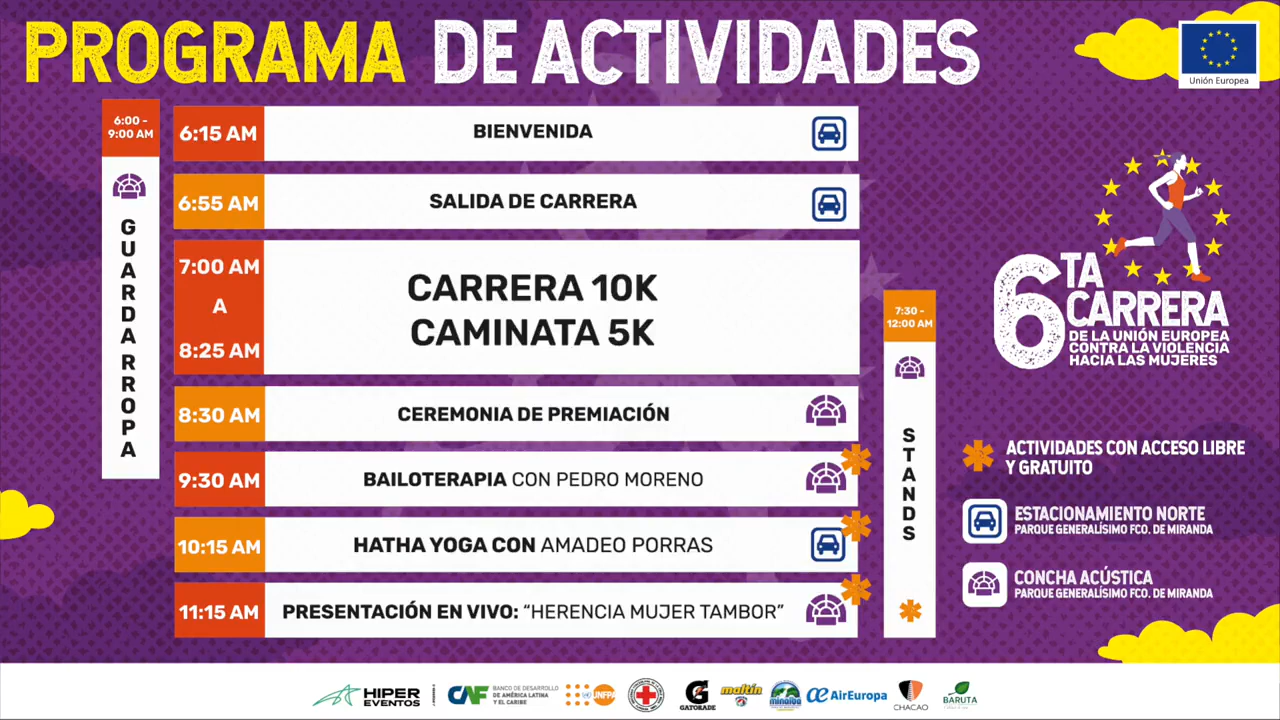 PROGRAMA DE ACTIVIDADES
Unión Europea
6:00 -
9:00 AM
GUARDARROPA
6:15 AM BIENVENIDA
6:55 AM SALIDA DE CARRERA
7:00 AM
A
8:25 AM
CARRERA 10K
CAMINATA 5K
8:30 AM CEREMONIA DE PREMIACIÓN
9:30 AM BAILOTERAPIA CON PEDRO MORENO
10:15 AM HATHA YOGA CON AMADEO PORRAS
11:15 AM PRESENTACIÓN EN VIVO: “HERENCIA MUJER TAMBOR”
7:30 -
12:00 AM
STANDS
6TA
CARRERA
DE LA UNIÓN EUROPEA
CONTRA LA VIOLENCIA
HACIA LAS MUJERES
ACTIVIDADES CON ACCESO LIBRE
Y GRATUITO
ESTACIONAMIENTO NORTE
PARQUE GENERALÍSIMO FCO. DE MIRANDA
CONCHA ACÚSTICA
PARQUE GENERALÍSIMO FCO. DE MIRANDA
HIPER
EVENTOS
CAF
BANCO DE DESARROLLO
DE AMÉRICA LATINA
Y EL CARIBE
UNFPA
G
GATORADE
maltín
minalba
AirEuropa
CHACAO
BARUTA